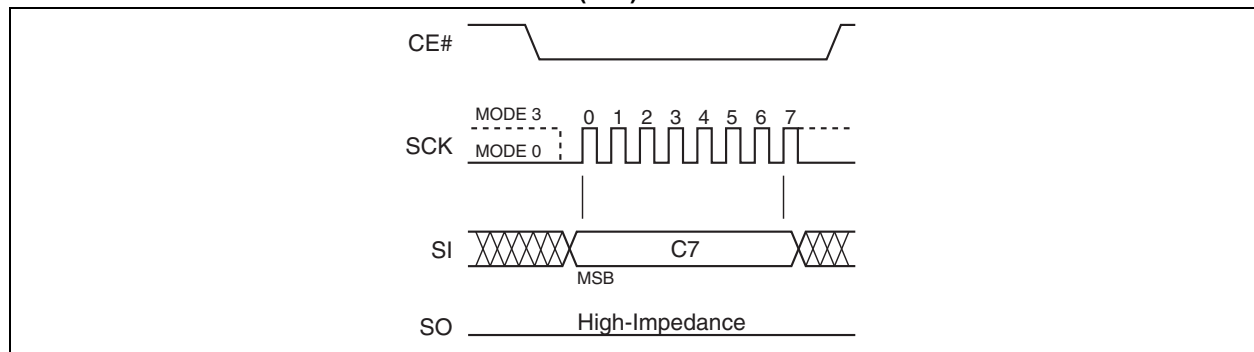 CE#
MODE 3
0 1 2 3 4 5 6 7
SCK
MODE 0
SI
C7
MSB
SO
High-Impedance